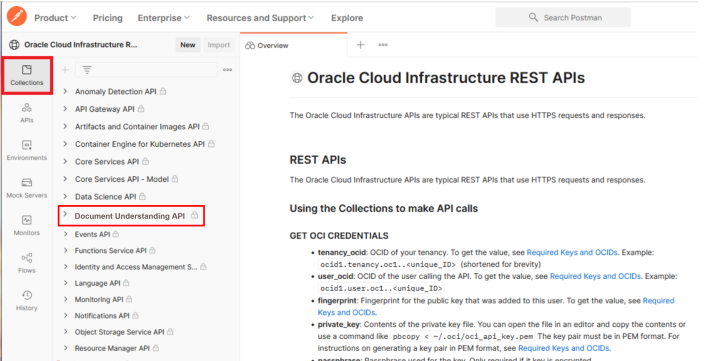 Product Pricing Enterprise Resources and Support Explore Search Postman
Oracle Cloud Infrastructure R... New Import Overview
Collections
APIs
Environments
Mock Servers
Monitors
Flows
History
Anomaly Detection API
API Gateway API
Artifacts and Container Images API
Container Engine for Kubernetes API
Core Services API
Core Services API - Model
Data Science API
Document Understanding API
Events API
Functions Service API
Identity and Access Management S...
Language API
Monitoring API
Notifications API
Object Storage Service API
Resource Manager API
Oracle Cloud Infrastructure REST APIs
The Oracle Cloud Infrastructure APIs are typical REST APIs that use HTTPS requests and responses.
REST APIs
The Oracle Cloud Infrastructure APIs are typical REST APIs that use HTTPS requests and responses.
Using the Collections to make API calls
GET OCI CREDENTIALS
• tenancy_ocid: OCID of your tenancy. To get the value, see Required Keys and OCIDs. Example:
ocid1.tenancy.oc1..<unique_ID> (shortened for brevity)
• user_ocid: OCID of the user calling the API. To get the value, see Required Keys and OCIDs. Example:
ocid1.user.oc1..<unique_ID>
• fingerprint: Fingerprint for the public key that was added to this user. To get the value, see Required
Keys and OCIDs.
• private_key: Contents of the private key file. You can open the file in an editor and copy the contents or
use a command like pbcopy < ~/.oci/oci_api_key.pem The key pair must be in PEM format. For
instructions on generating a key pair in PEM format, see Required Keys and OCIDs.
• passphrase: Passphrase used for the key. Only required if it key is encrypted.